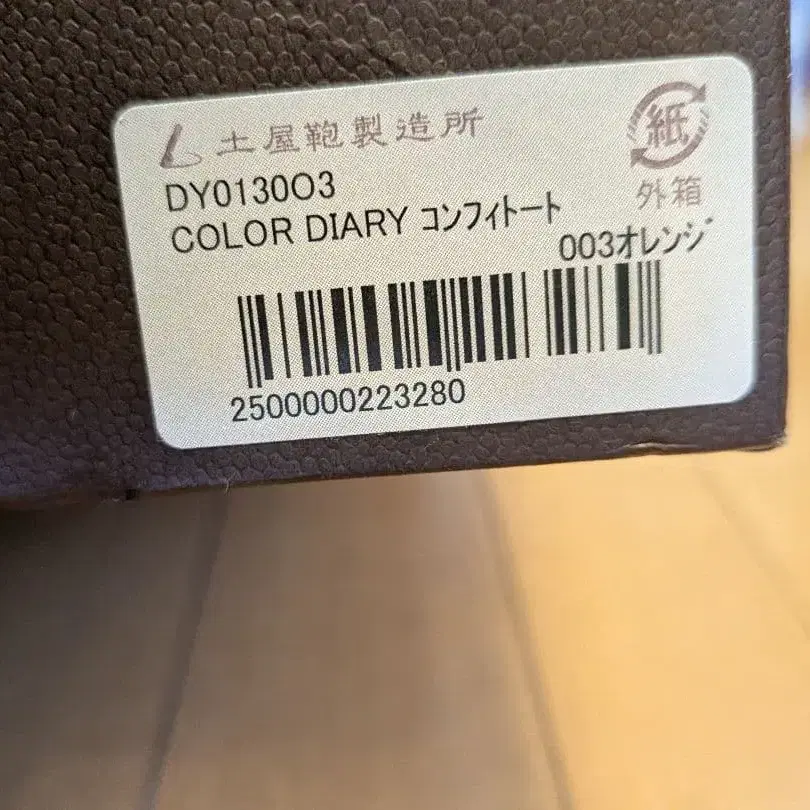 土屋鞄製造所
紙
外箱
DY0130O3
COLOR DIARY コンフィトート
003オレンジ
2500000223280